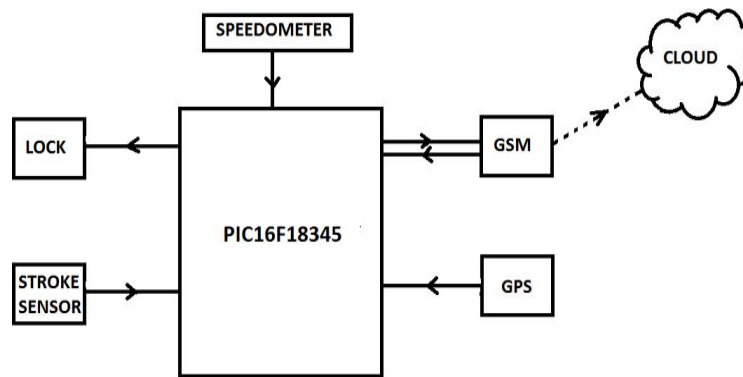 SPEEDOMETER
CLOUD
LOCK
GSM
PIC16F18345
STROKE
SENSOR
GPS